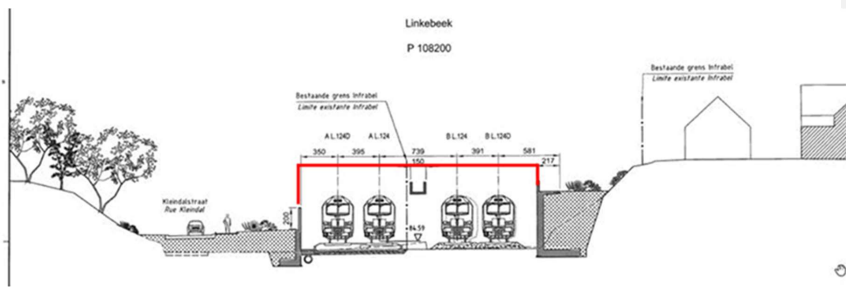 Linkebeek
P 108200
Bestaande grens Infrabel
Limite existante Infrabel
Bestaande grens Infrabel
Limite existante Infrabel
A L.124D
A L.124
B L.124
B L.124D
350
395
739
391
581
150
217
Kleindalstraat
Rue Kleindal
200
84.59